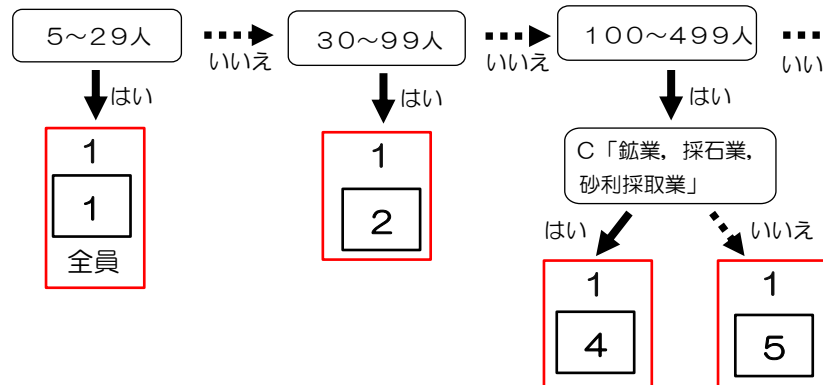 5~29人
いいえ
30~99人
いいえ
100~499人
いい
はい
はい
はい
1
1
全員
1
2
C「鉱業，採石業，
砂利採取業」
はい
いいえ
1
4
1
5